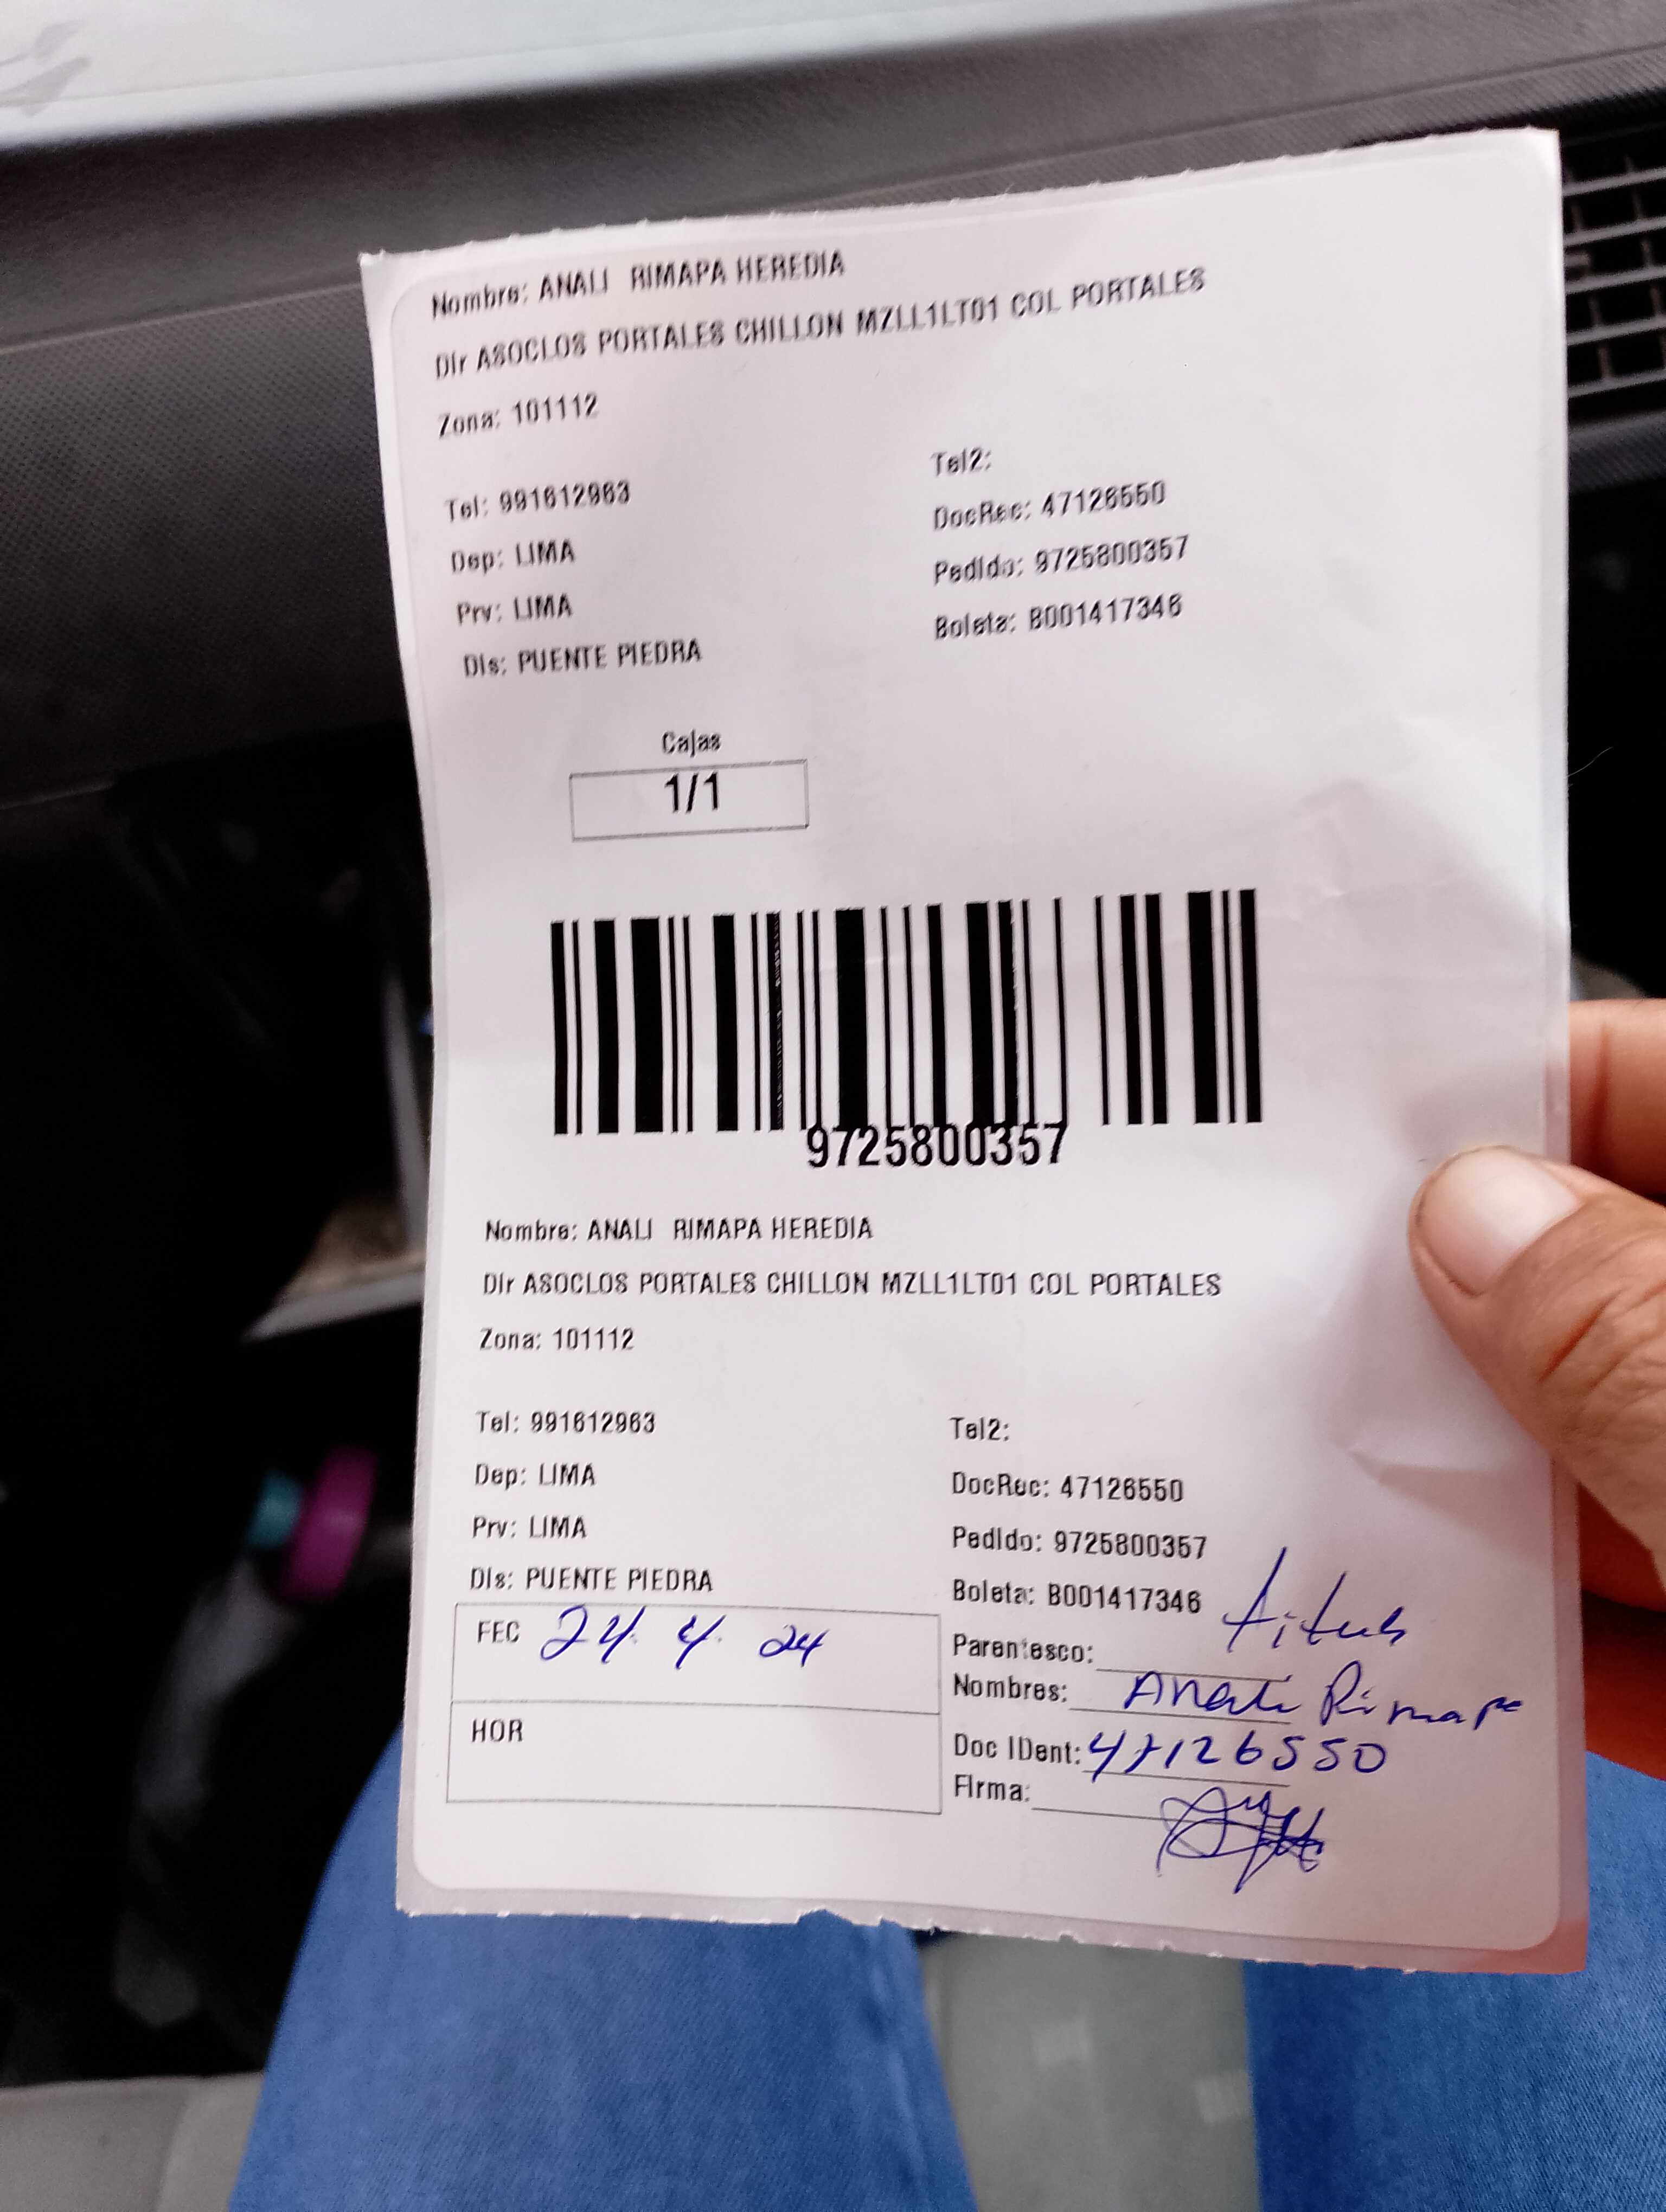 Nombre: ANALI RIMAPA HEREDIA
Dir ASOCLOS PORTALES CHILLON MZLL1LT01 COL PORTALES
Zona: 101112
Tel: 991612963
Tel2:
Dep: LIMA
DocRec: 47126550
Prv: LIMA
Pedido: 9725800357
Dis: PUENTE PIEDRA
Boleta: B001417346
Cajas
1/1
9725800357
Nombre: ANALI RIMAPA HEREDIA
Dir ASOCLOS PORTALES CHILLON MZLL1LT01 COL PORTALES
Zona: 101112
Tel: 991612963
Tel2:
Dep: LIMA
DocRec: 47126550
Prv: LIMA
Pedido: 9725800357
Dis: PUENTE PIEDRA
Boleta: B001417346
FEC 24. 4. 24
Parentesco:
Nombres: Anali Rimapa
HOR
Doc IDent: 47126550
Firma: